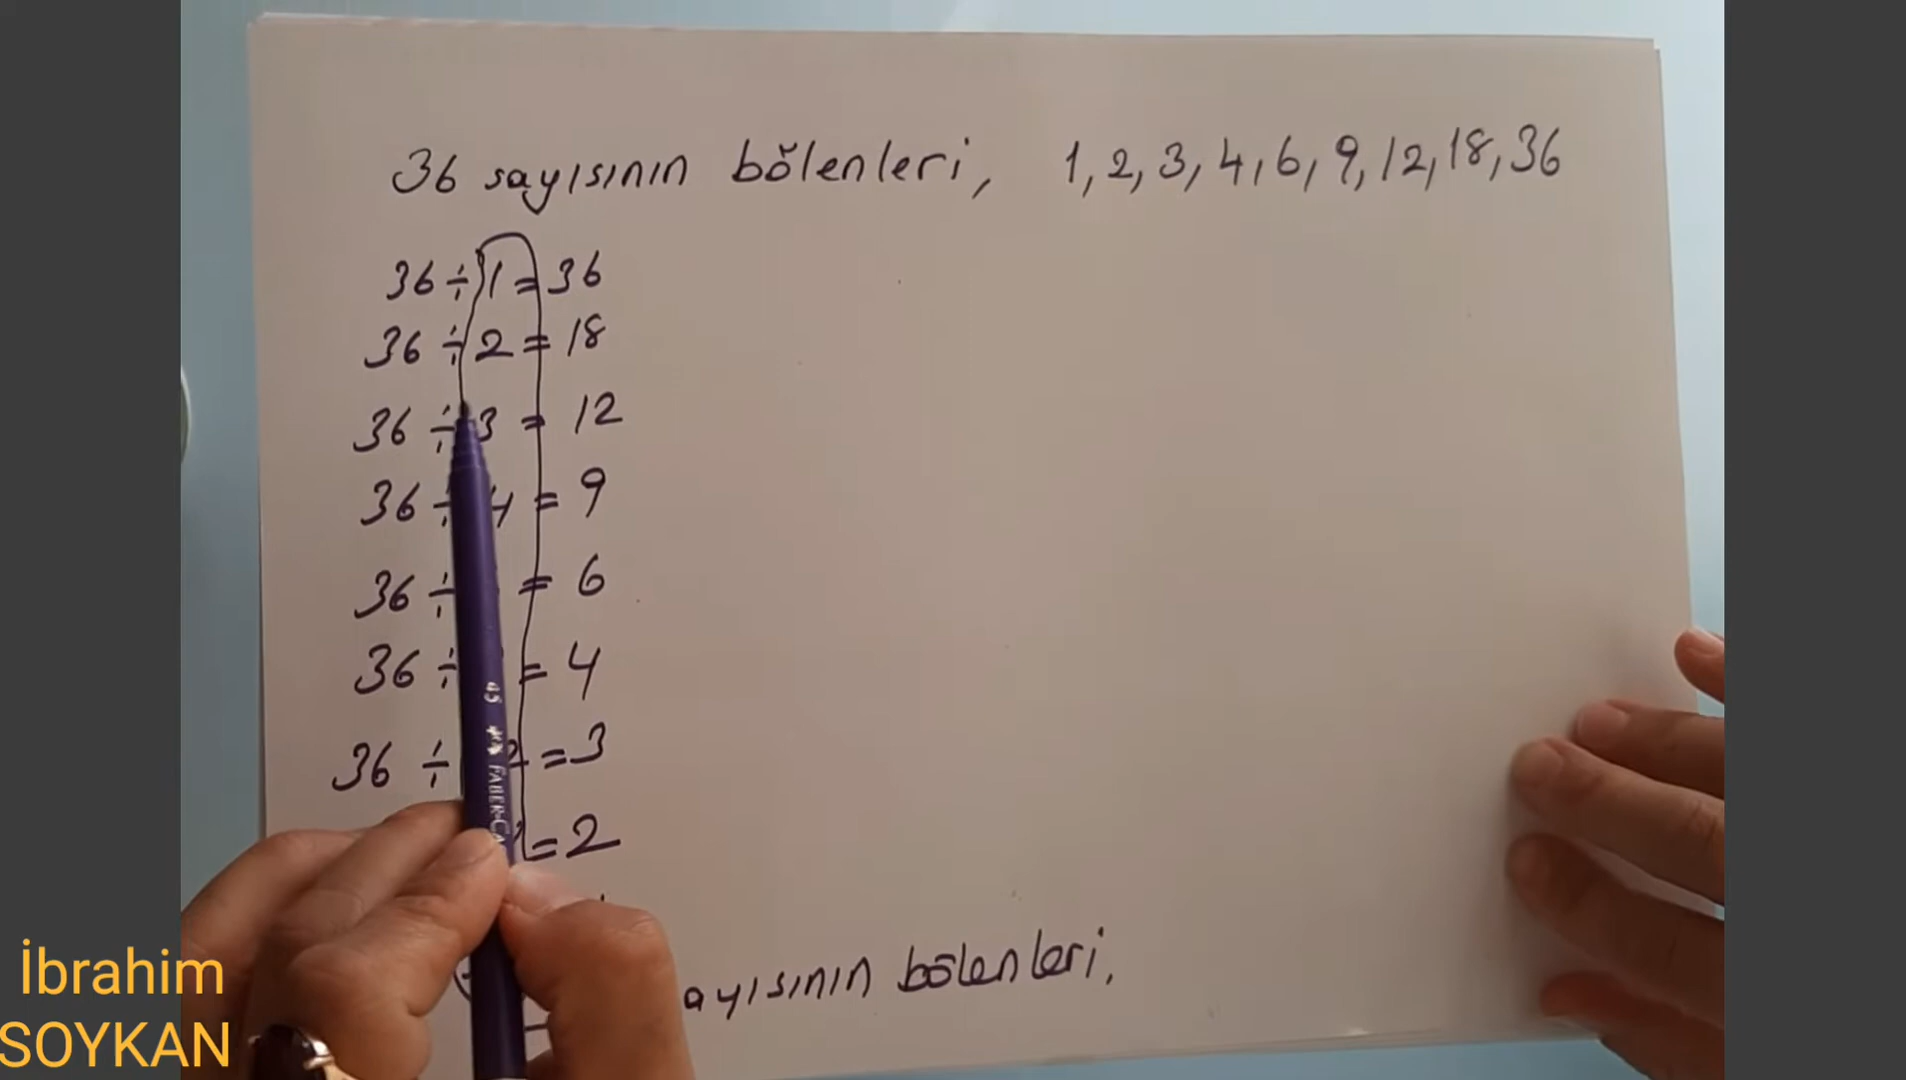 36 sayısının bölenleri, 1, 2, 3, 4, 6, 9, 12, 18, 36
36 ÷ 1 = 36
36 ÷ 2 = 18
36 ÷ 3 = 12
36 ÷ 4 = 9
36 ÷ = 6
36 ÷ = 4
36 ÷ 2 = 3
= 2
ayısının bölenleri,
FABER-CA
İbrahim
SOYKAN